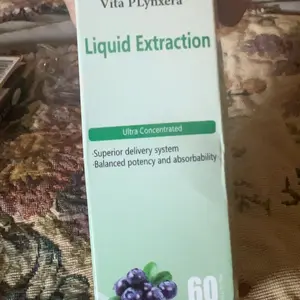 Vita PLynxera
Liquid Extraction
Ultra Concentrated
·Superior delivery system
·Balanced potency and absorbability
60